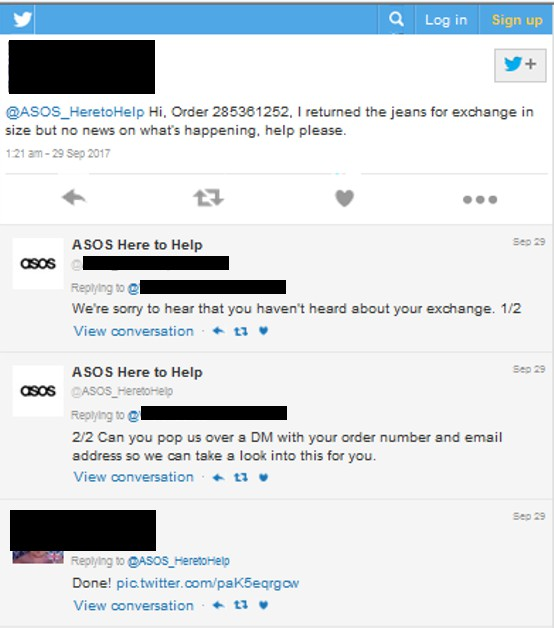 Log in Sign up
@ASOS_HeretoHelp Hi, Order 285361252, I returned the jeans for exchange in
size but no news on what's happening, help please.
1:21 am - 29 Sep 2017
asos
ASOS Here to Help
Sep 29
@
Replying to @
We're sorry to hear that you haven't heard about your exchange. 1/2
View conversation
asos
ASOS Here to Help
Sep 29
@ASOS_HeretoHelp
Replying to @
2/2 Can you pop us over a DM with your order number and email
address so we can take a look into this for you.
View conversation
Sep 29
Replying to @ASOS_HeretoHelp
Done! pic.twitter.com/paK5eqrgcw
View conversation